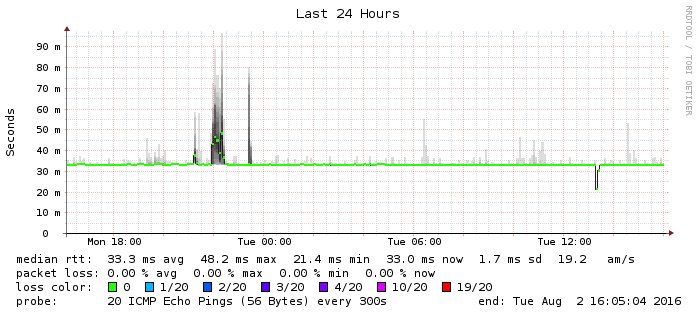 Last 24 Hours
RRDTOOL / TOBI OETIKER
Seconds
90 m
80 m
70 m
60 m
50 m
40 m
30 m
20 m
10 m
0
Mon 18:00 Tue 00:00 Tue 06:00 Tue 12:00
median rtt: 33.3 ms avg 48.2 ms max 21.4 ms min 33.0 ms now 1.7 ms sd 19.2 am/s
packet loss: 0.00 % avg 0.00 % max 0.00 % min 0.00 % now
loss color: 0 1/20 2/20 3/20 4/20 10/20 19/20
probe: 20 ICMP Echo Pings (56 Bytes) every 300s end: Tue Aug 2 16:05:04 2016